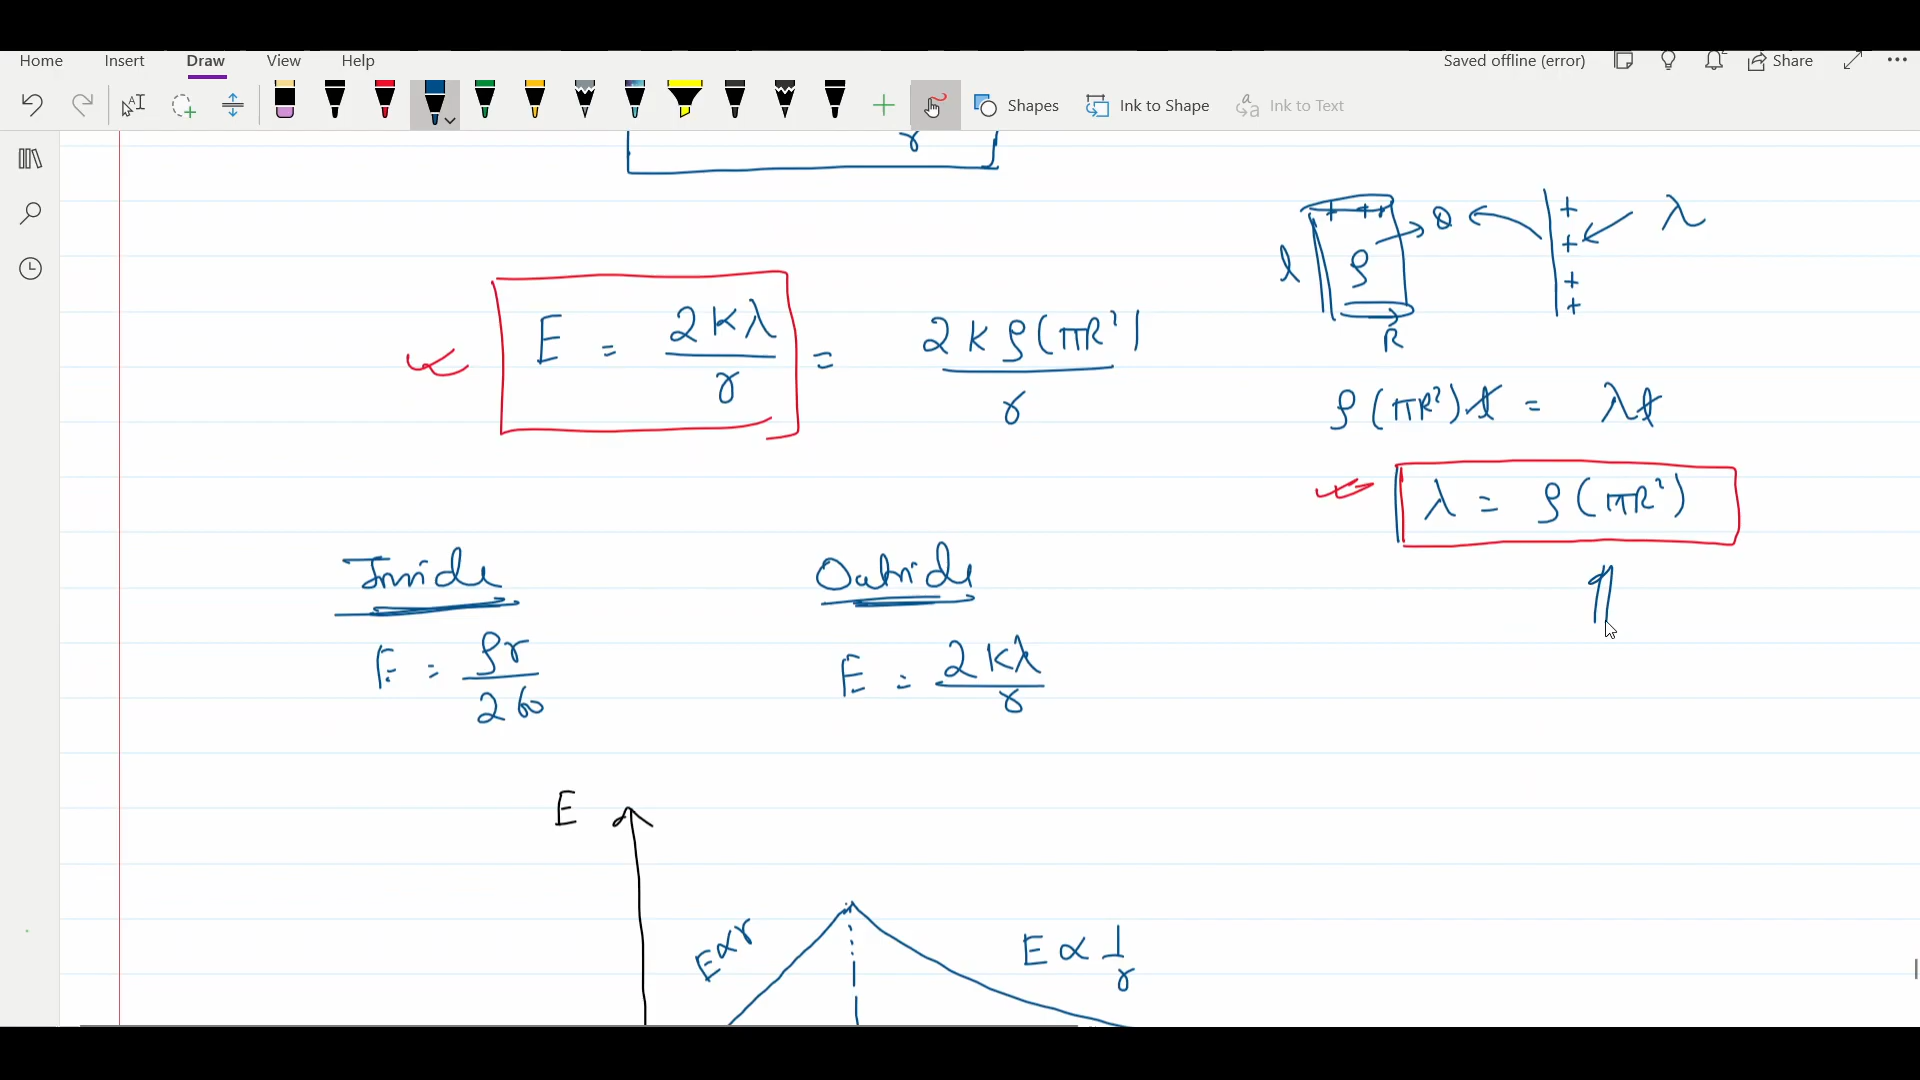 Home Insert Draw View Help Saved offline (error) Share
Shapes Ink to Shape Ink to Text
r
l ρ Q λ
+ ++
+
+
+
+
R
E = 2Kλ/r = 2Kρ(πR²)/r
ρ(πR²)ℓ = λℓ
λ = ρ(πR²)
Inside Outside
E = ρr/2ϵ0 E = 2Kλ/r
E
E∝r E ∝ 1/r